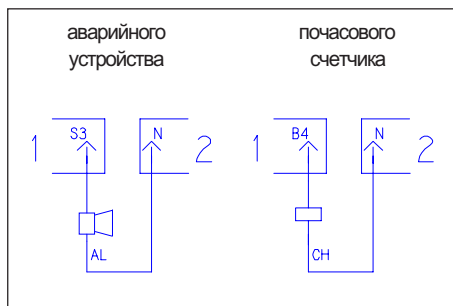 аварийного
устройства
почасового
счетчика
1 S3 N 2
AL
1 B4 N 2
CH